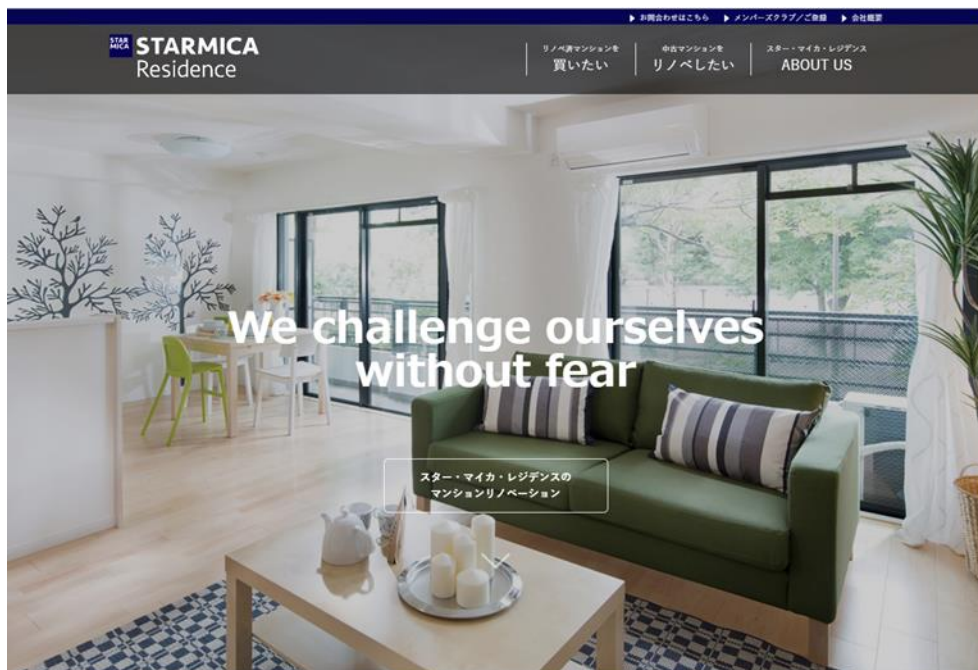 お問合わせはこちら
メンバーズクラブ/ご登録
会社概要
STAR
MICA
STARMICA
Residence
リノベ済マンションを
買いたい
中古マンションを
リノベしたい
スター・マイカ・レジデンス
ABOUT US
We challenge ourselves
without fear
スター・マイカ・レジデンスの
マンションリノベーション